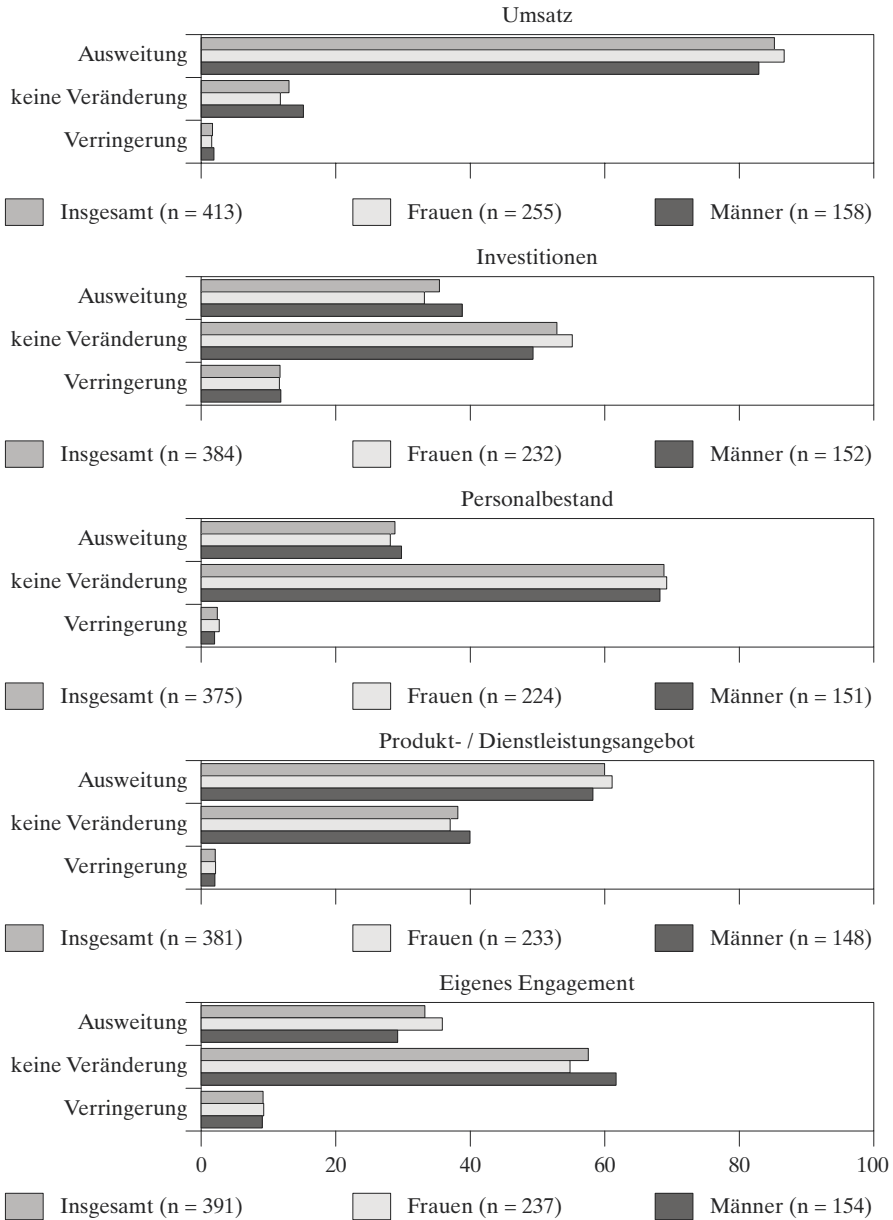 Umsatz
Ausweitung
keine Veränderung
Verringerung
Insgesamt (n = 413) Frauen (n = 255) Männer (n = 158)
Investitionen
Ausweitung
keine Veränderung
Verringerung
Insgesamt (n = 384) Frauen (n = 232) Männer (n = 152)
Personalbestand
Ausweitung
keine Veränderung
Verringerung
Insgesamt (n = 375) Frauen (n = 224) Männer (n = 151)
Produkt- / Dienstleistungsangebot
Ausweitung
keine Veränderung
Verringerung
Insgesamt (n = 381) Frauen (n = 233) Männer (n = 148)
Eigenes Engagement
Ausweitung
keine Veränderung
Verringerung
0 20 40 60 80 100
Insgesamt (n = 391) Frauen (n = 237) Männer (n = 154)